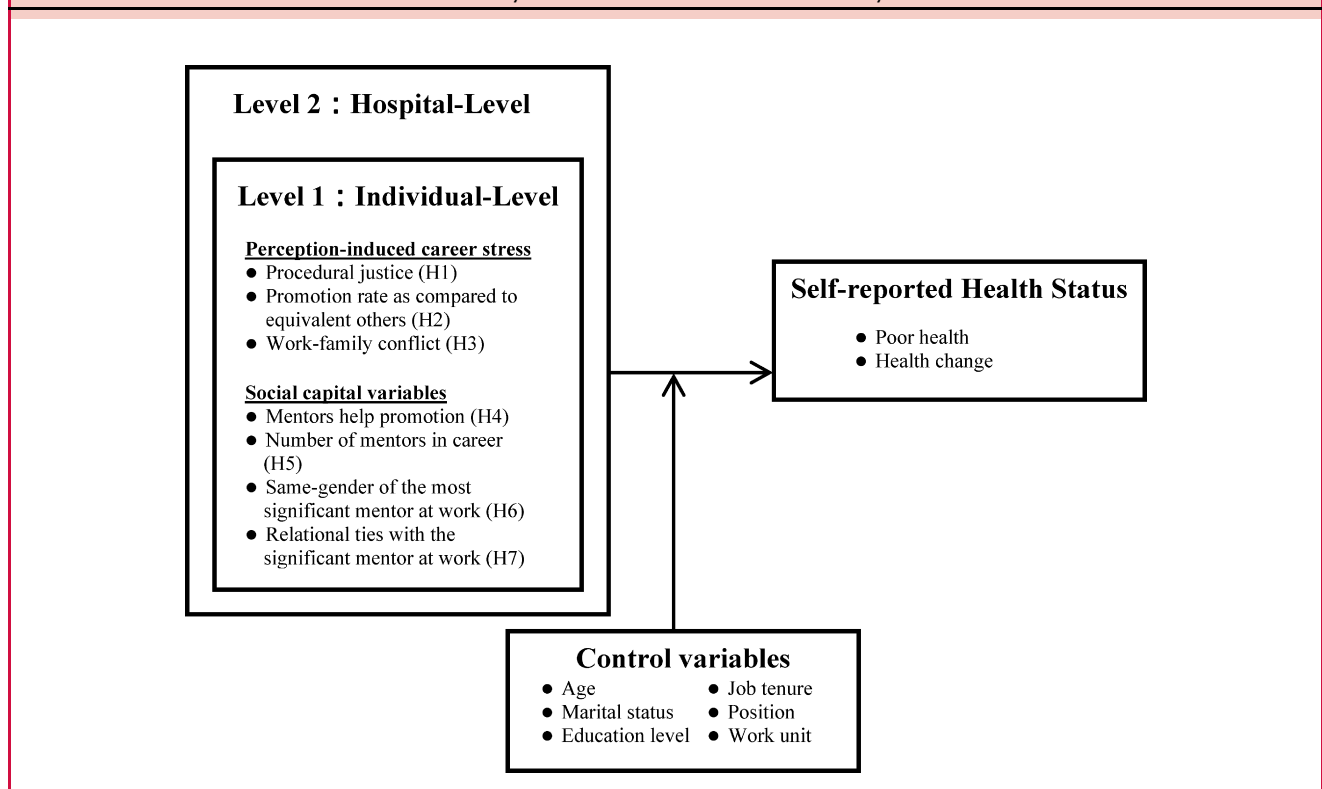 Level 2：Hospital-Level
Level 1：Individual-Level
Perception-induced career stress
● Procedural justice (H1)
● Promotion rate as compared to
equivalent others (H2)
● Work-family conflict (H3)
Social capital variables
● Mentors help promotion (H4)
● Number of mentors in career
(H5)
● Same-gender of the most
significant mentor at work (H6)
● Relational ties with the
significant mentor at work (H7)
Self-reported Health Status
● Poor health
● Health change
Control variables
● Age
● Marital status
● Education level
● Job tenure
● Position
● Work unit